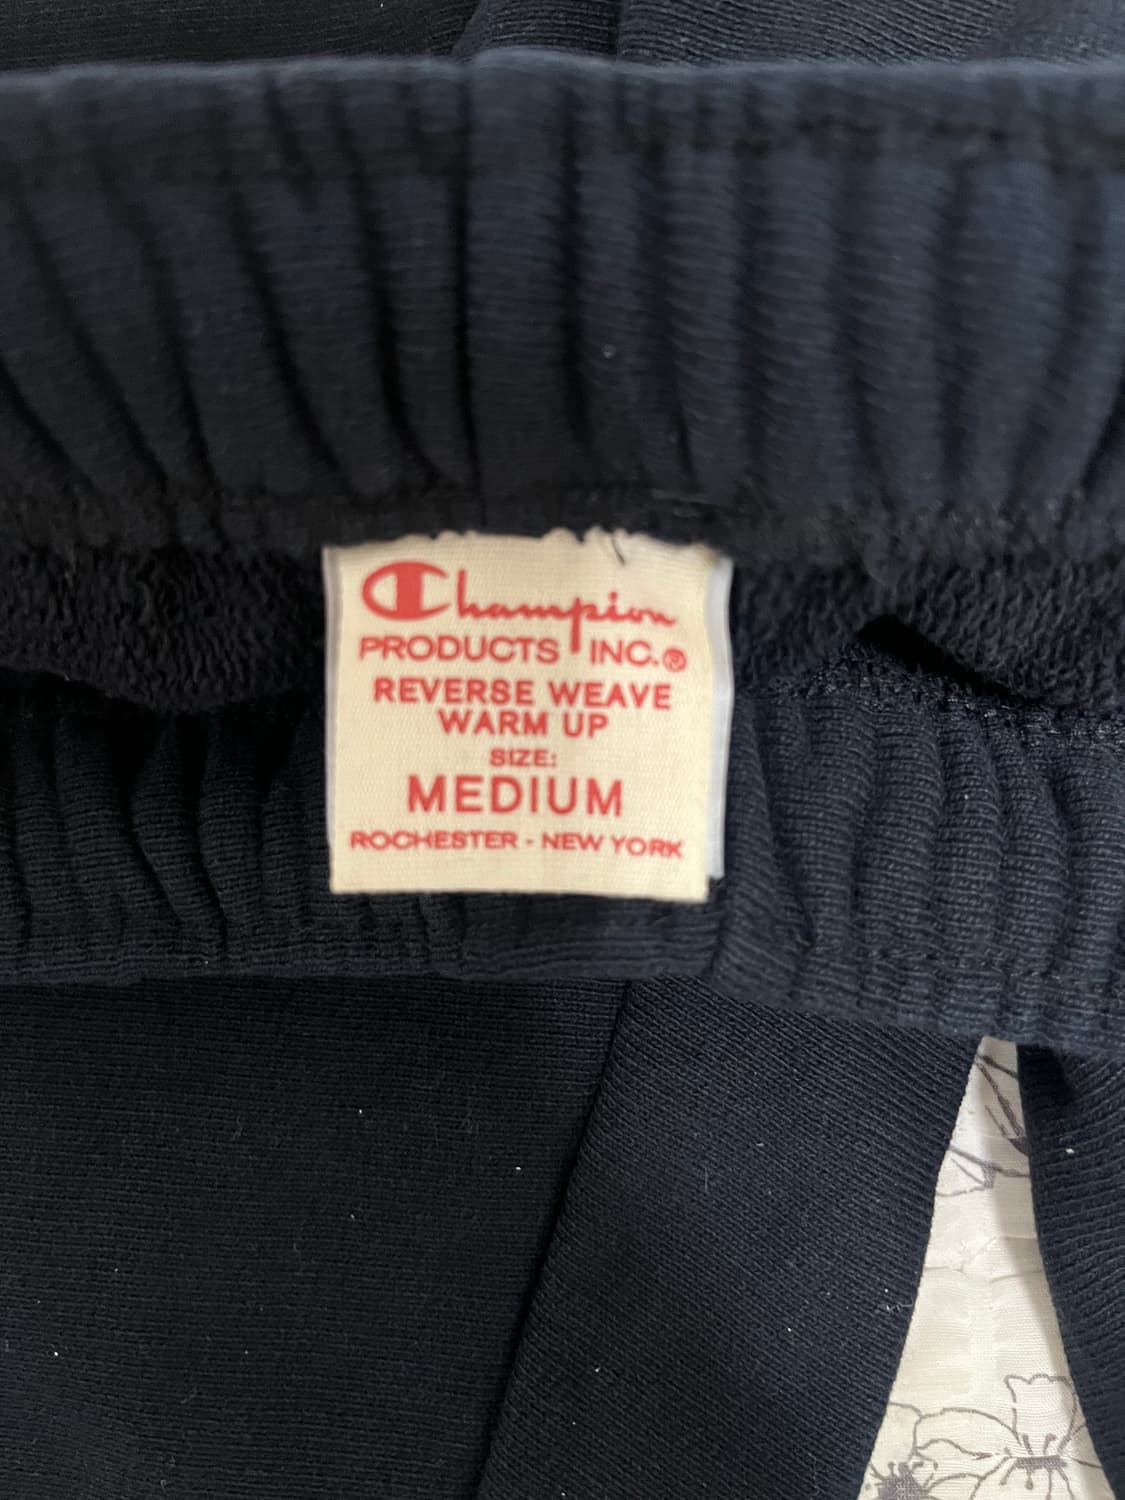 Champion
PRODUCTS INC.®
REVERSE WEAVE
WARM UP
SIZE:
MEDIUM
ROCHESTER - NEW YORK